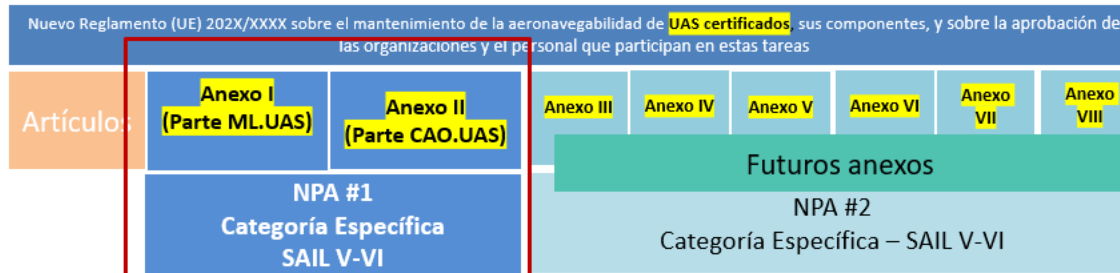 Nuevo Reglamento (UE) 202X/XXXX sobre el mantenimiento de la aeronavegabilidad de UAS certificados, sus componentes, y sobre la aprobación de
las organizaciones y el personal que participan en estas tareas
Artículos
Anexo I
(Parte ML.UAS)
Anexo II
(Parte CAO.UAS)
Anexo III
Anexo IV
Anexo V
Anexo VI
Anexo
VII
Anexo
VIII
Futuros anexos
NPA #1
Categoría Específica
SAIL V-VI
NPA #2
Categoría Específica – SAIL V-VI